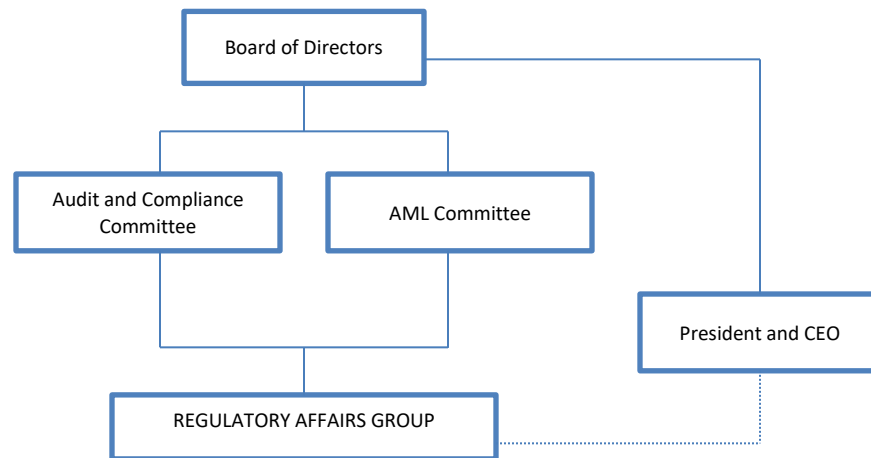 Board of Directors
Audit and Compliance
Committee
AML Committee
President and CEO
REGULATORY AFFAIRS GROUP